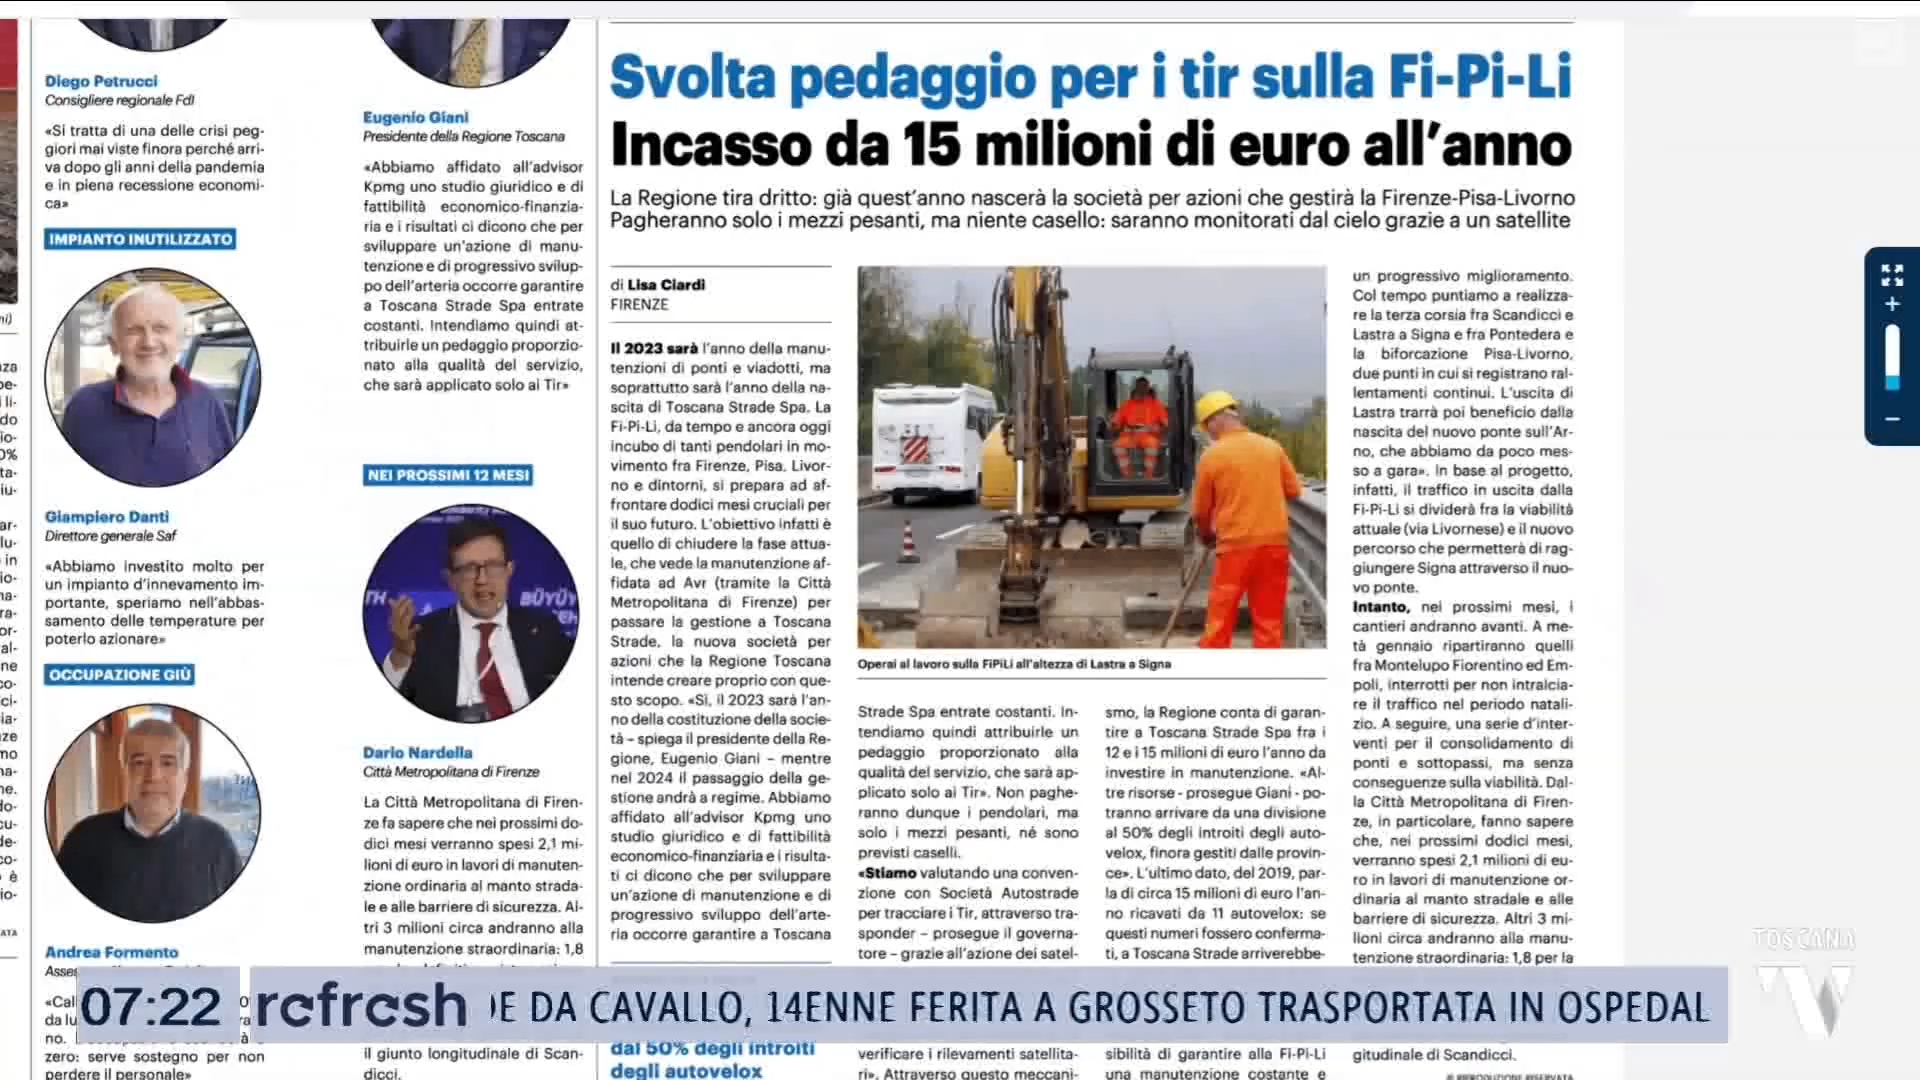 Diego Petrucci
Consigliere regionale FdI
«Si tratta di una delle crisi peg-
giori mai viste finora perché arri-
va dopo gli anni della pandemia
e in piena recessione economi-
ca»
IMPIANTO INUTILIZZATO
Giampiero Danti
Direttore generale Saf
«Abbiamo investito molto per
un impianto d'innevamento im-
portante, speriamo nell'abbas-
samento delle temperature per
poterlo azionare»
OCCUPAZIONE GIÙ
Andrea Formento
zero: serve sostegno per non
perdere il personale»
Eugenio Giani
Presidente della Regione Toscana
«Abbiamo affidato all'advisor
Kpmg uno studio giuridico e di
fattibilità economico-finanzia-
ria e i risultati ci dicono che per
sviluppare un'azione di manu-
tenzione e di progressivo svilup-
po dell'arteria occorre garantire
a Toscana Strade Spa entrate
costanti. Intendiamo quindi at-
tribuirle un pedaggio proporzio-
nato alla qualità del servizio,
che sarà applicato solo ai Tir»
NEI PROSSIMI 12 MESI
Dario Nardella
Città Metropolitana di Firenze
La Città Metropolitana di Firen-
ze fa sapere che nei prossimi do-
dici mesi verranno spesi 2,1 mi-
lioni di euro in lavori di manuten-
zione ordinaria al manto strada-
le e alle barriere di sicurezza. Al-
tri 3 milioni circa andranno alla
manutenzione straordinaria: 1,8
il giunto longitudinale di Scan-
dicci.
Svolta pedaggio per i tir sulla Fi-Pi-Li
Incasso da 15 milioni di euro all'anno
La Regione tira dritto: già quest'anno nascerà la società per azioni che gestirà la Firenze-Pisa-Livorno
Pagheranno solo i mezzi pesanti, ma niente casello: saranno monitorati dal cielo grazie a un satellite
di Lisa Ciardi
FIRENZE
Il 2023 sarà l'anno della manu-
tenzioni di ponti e viadotti, ma
soprattutto sarà l'anno della na-
scita di Toscana Strade Spa. La
Fi-Pi-Li, da tempo e ancora oggi
incubo di tanti pendolari in mo-
vimento fra Firenze, Pisa, Livor-
no e dintorni, si prepara ad af-
frontare dodici mesi cruciali per
il suo futuro. L'obiettivo infatti è
quello di chiudere la fase attua-
le, che vede la manutenzione af-
fidata ad Avr (tramite la Città
Metropolitana di Firenze) per
passare la gestione a Toscana
Strade, la nuova società per
azioni che la Regione Toscana
intende creare proprio con que-
sto scopo. «Sì, il 2023 sarà l'an-
no della costituzione della socie-
tà – spiega il presidente della Re-
gione, Eugenio Giani – mentre
nel 2024 il passaggio della ge-
stione andrà a regime. Abbiamo
affidato all'advisor Kpmg uno
studio giuridico e di fattibilità
economico-finanziaria e i risulta-
ti ci dicono che per sviluppare
un'azione di manutenzione e di
progressivo sviluppo dell'arte-
ria occorre garantire a Toscana
dal 50% degli introiti
degli autovelox
BÜYÜ
Operai al lavoro sulla FiPiLi all'altezza di Lastra a Signa
Strade Spa entrate costanti. In-
tendiamo quindi attribuirle un
pedaggio proporzionato alla
qualità del servizio, che sarà ap-
plicato solo ai Tir». Non paghe-
ranno dunque i pendolari, ma
solo i mezzi pesanti, né sono
previsti caselli.
«Stiamo valutando una conven-
zione con Società Autostrade
per tracciare i Tir, attraverso tra-
sponder – prosegue il governa-
tore – grazie all'azione dei satel-
verificare i rilevamenti satellita-
ri». Attraverso questo meccani-
smo, la Regione conta di garan-
tire a Toscana Strade Spa fra i
12 e i 15 milioni di euro l'anno da
investire in manutenzione. «Al-
tre risorse - prosegue Giani - po-
tranno arrivare da una divisione
al 50% degli introiti degli auto-
velox, finora gestiti dalle provin-
ce». L'ultimo dato, del 2019, par-
la di circa 15 milioni di euro l'an-
no ricavati da 11 autovelox: se
questi numeri fossero conferma-
ti, a Toscana Strade arriverebbe-
sibilità di garantire alla Fi-Pi-Li
una manutenzione costante e
un progressivo miglioramento.
Col tempo puntiamo a realizza-
re la terza corsia fra Scandicci e
Lastra a Signa e fra Pontedera e
la biforcazione Pisa-Livorno,
due punti in cui si registrano ral-
lentamenti continui. L'uscita di
Lastra trarrà poi beneficio dalla
nascita del nuovo ponte sull'Ar-
no, che abbiamo da poco mes-
so a gara». In base al progetto,
infatti, il traffico in uscita dalla
Fi-Pi-Li si dividerà fra la viabilità
attuale (via Livornese) e il nuovo
percorso che permetterà di rag-
giungere Signa attraverso il nuo-
vo ponte.
Intanto, nei prossimi mesi, i
cantieri andranno avanti. A me-
tà gennaio ripartiranno quelli
fra Montelupo Fiorentino ed Em-
poli, interrotti per non intralcia-
re il traffico nel periodo natali-
zio. A seguire, una serie d'inter-
venti per il consolidamento di
ponti e sottopassi, ma senza
conseguenze sulla viabilità. Dal-
la Città Metropolitana di Firen-
ze, in particolare, fanno sapere
che, nei prossimi dodici mesi,
verranno spesi 2,1 milioni di eu-
ro in lavori di manutenzione or-
dinaria al manto stradale e alle
barriere di sicurezza. Altri 3 mi-
lioni circa andranno alla manu-
tenzione straordinaria: 1,8 per la
gitudinale di Scandicci.
TOSCANA
TV
07:22 refresh DE DA CAVALLO, 14ENNE FERITA A GROSSETO TRASPORTATA IN OSPEDAL